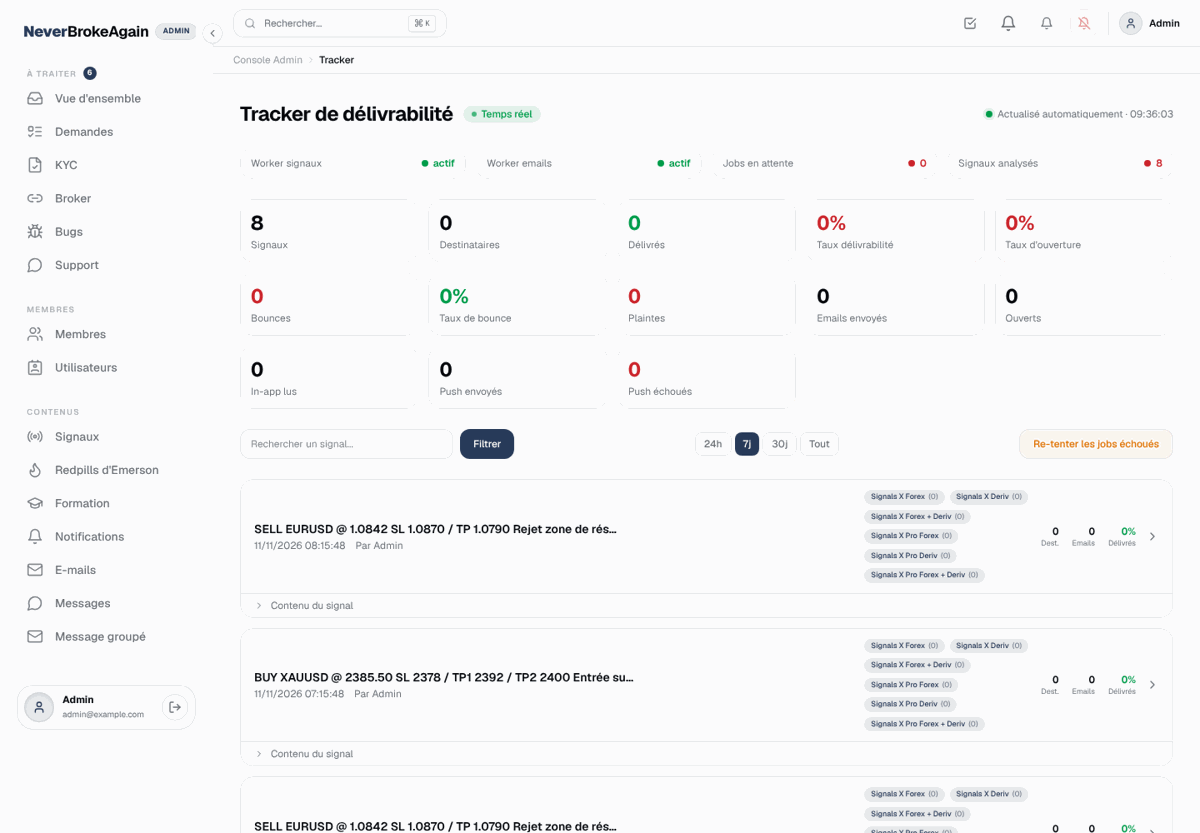 NeverBrokeAgain ADMIN
Rechercher... ⌘ K
Admin
Console Admin › Tracker
À TRAITER 6
Vue d'ensemble
Demandes
KYC
Broker
Bugs
Support
MEMBRES
Membres
Utilisateurs
CONTENUS
Signaux
Redpills d'Emerson
Formation
Notifications
E-mails
Messages
Message groupé
Admin
admin@example.com
Tracker de délivrabilité Temps réel
Actualisé automatiquement · 09:36:03
Worker signaux actif
Worker emails actif
Jobs en attente 0
Signaux analysés 8
8
Signaux
0
Destinataires
0
Délivrés
0%
Taux délivrabilité
0%
Taux d'ouverture
0
Bounces
0%
Taux de bounce
0
Plaintes
0
Emails envoyés
0
Ouverts
0
In-app lus
0
Push envoyés
0
Push échoués
Rechercher un signal... Filtrer
24h 7j 30j Tout
Re-tenter les jobs échoués
SELL EURUSD @ 1.0842 SL 1.0870 / TP 1.0790 Rejet zone de rés...
11/11/2026 08:15:48 Par Admin
Signals X Forex (0) Signals X Deriv (0)
Signals X Forex + Deriv (0)
Signals X Pro Forex (0)
Signals X Pro Deriv (0)
Signals X Pro Forex + Deriv (0)
0 0 0%
Dest. Emails Délivrés
Contenu du signal
BUY XAUUSD @ 2385.50 SL 2378 / TP1 2392 / TP2 2400 Entrée su...
11/11/2026 07:15:48 Par Admin
Signals X Forex (0) Signals X Deriv (0)
Signals X Forex + Deriv (0)
Signals X Pro Forex (0)
Signals X Pro Deriv (0)
Signals X Pro Forex + Deriv (0)
0 0 0%
Dest. Emails Délivrés
Contenu du signal
SELL EURUSD @ 1.0842 SL 1.0870 / TP 1.0790 Rejet zone de rés...
Signals X Forex (0) Signals X Deriv (0)
Signals X Forex + Deriv (0)
Signals X Pro Forex (0)
0 0 0%